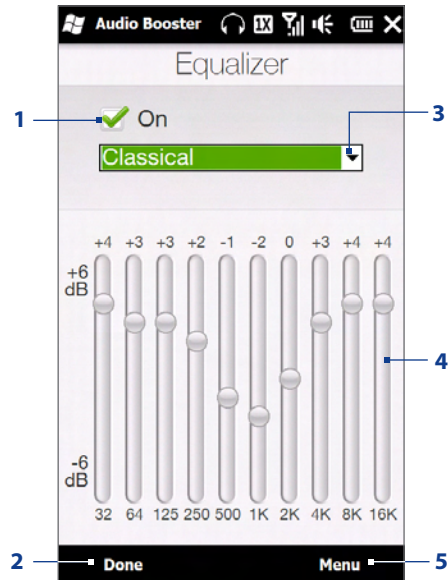 Audio Booster 1X
Equalizer
1 On 3
Classical
+4 +3 +3 +2 -1 -2 0 +3 +4 +4
+6
dB
4
-6
dB
32 64 125 250 500 1K 2K 4K 8K 16K
2 Done Menu 5